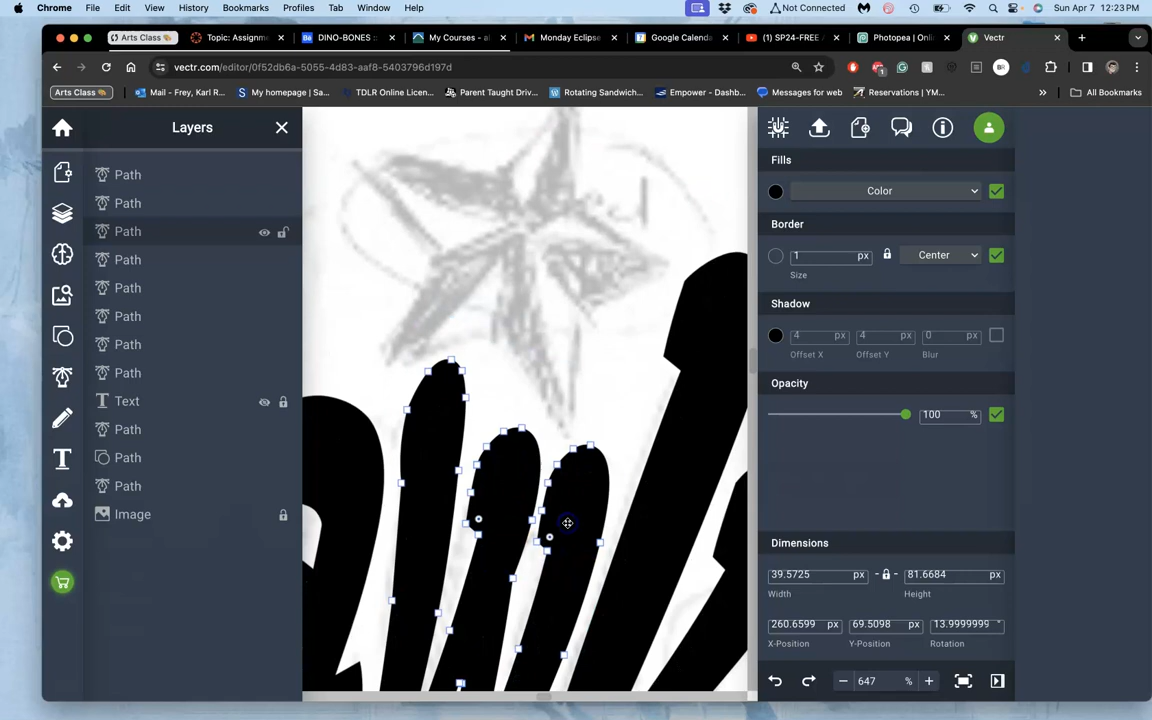 Chrome File Edit View History Bookmarks Profiles Tab Window Help Not Connected Sun Apr 7 12:23 PM
Arts Class Topic: Assignme DINO-BONES :: My Courses - al Gmail Monday Eclipse Google Calenda (1) SP24-FREE / Photopea | Onli Vectr
vectr.com/editor/0f52db6a-5055-4d83-aaf8-5403796d197d
Arts Class Mail - Frey, Karl R... My homepage | Sa... TDLR Online Licen... Parent Taught Driv... Rotating Sandwich... Empower - Dashb... Messages for web Reservations | YM... » All Bookmarks
Layers
Path
Path
Path
Path
Path
Path
Path
Path
Text
Path
Path
Path
Image
Fills
Color
Border
1 px
Center
Size
Shadow
4 px 4 px 0 px
Offset X Offset Y Blur
Opacity
100 %
Dimensions
39.5725 px - - 81.6684 px
Width Height
260.6599 px 69.5098 px 13.9999999 °
X-Position Y-Position Rotation
647 %